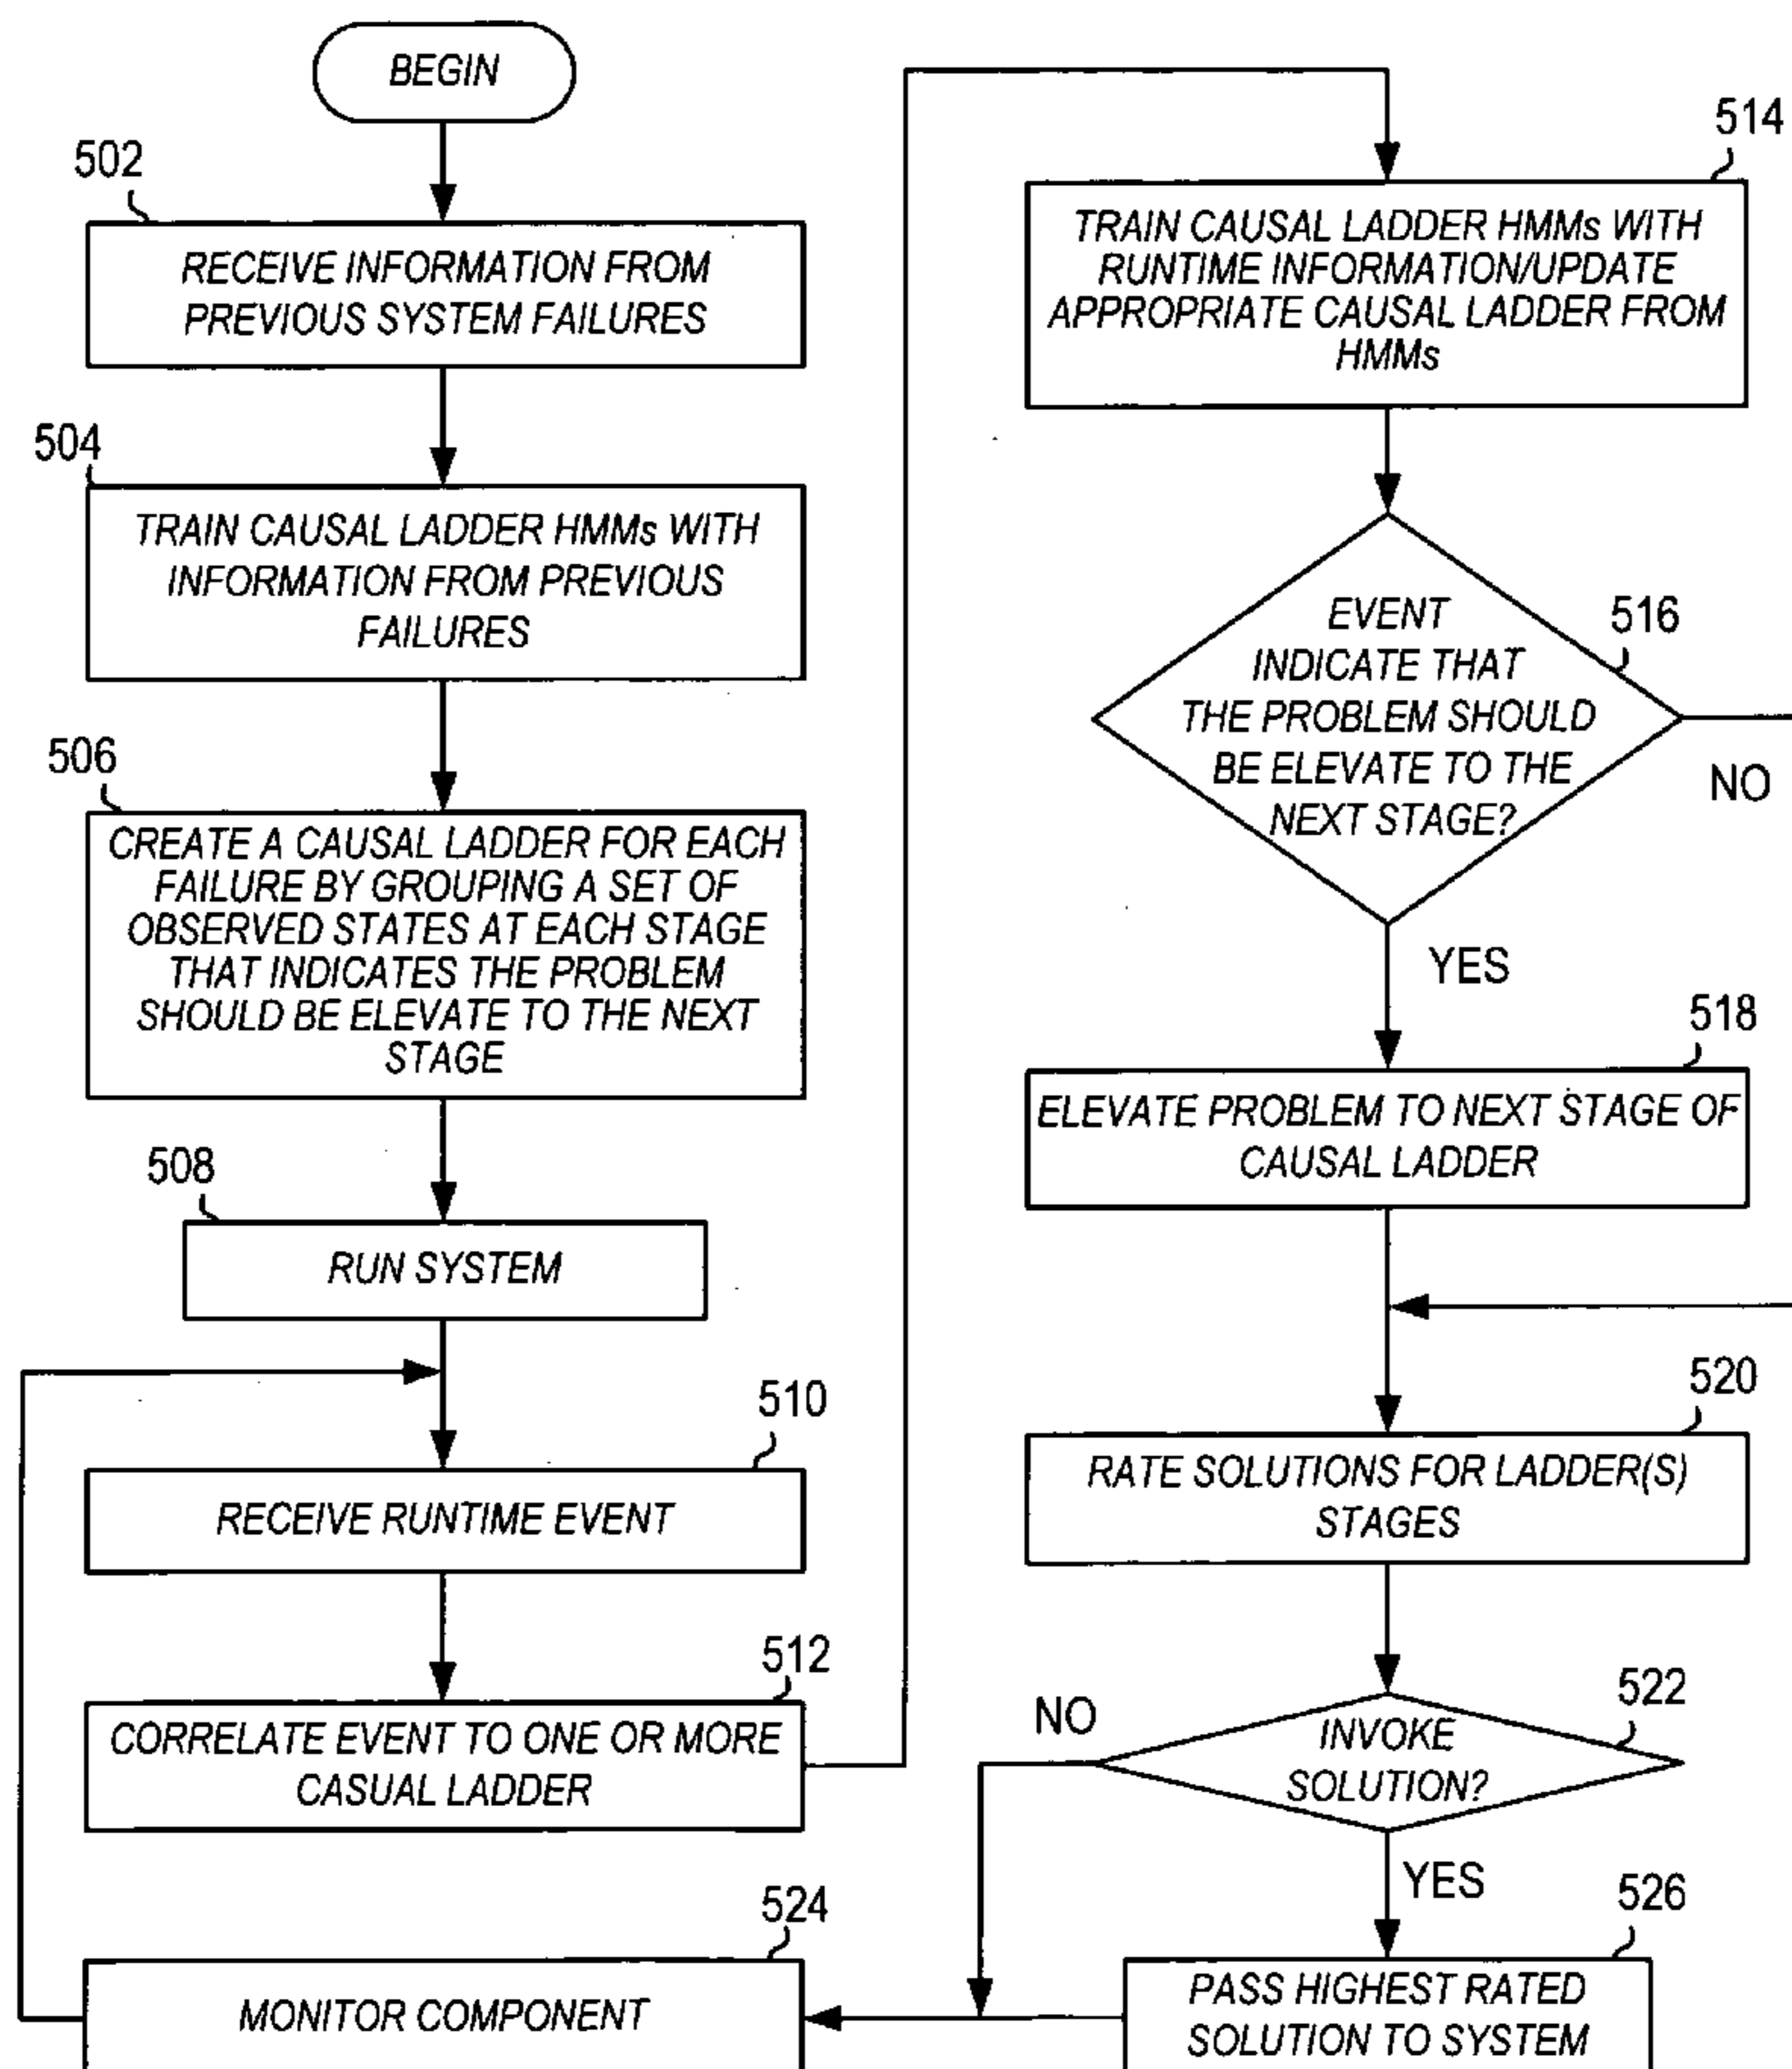 BEGIN
502
RECEIVE INFORMATION FROM
PREVIOUS SYSTEM FAILURES
504
TRAIN CAUSAL LADDER HMMs WITH
INFORMATION FROM PREVIOUS
FAILURES
506
CREATE A CAUSAL LADDER FOR EACH
FAILURE BY GROUPING A SET OF
OBSERVED STATES AT EACH STAGE
THAT INDICATES THE PROBLEM
SHOULD BE ELEVATE TO THE NEXT
STAGE
508
RUN SYSTEM
510
RECEIVE RUNTIME EVENT
512
CORRELATE EVENT TO ONE OR MORE
CASUAL LADDER
514
TRAIN CAUSAL LADDER HMMs WITH
RUNTIME INFORMATION/UPDATE
APPROPRIATE CAUSAL LADDER FROM
HMMs
516
EVENT
INDICATE THAT
THE PROBLEM SHOULD
BE ELEVATE TO THE
NEXT STAGE?
NO
YES
518
ELEVATE PROBLEM TO NEXT STAGE OF
CAUSAL LADDER
520
RATE SOLUTIONS FOR LADDER(S)
STAGES
522
INVOKE
SOLUTION?
NO
YES
524
MONITOR COMPONENT
526
PASS HIGHEST RATED
SOLUTION TO SYSTEM